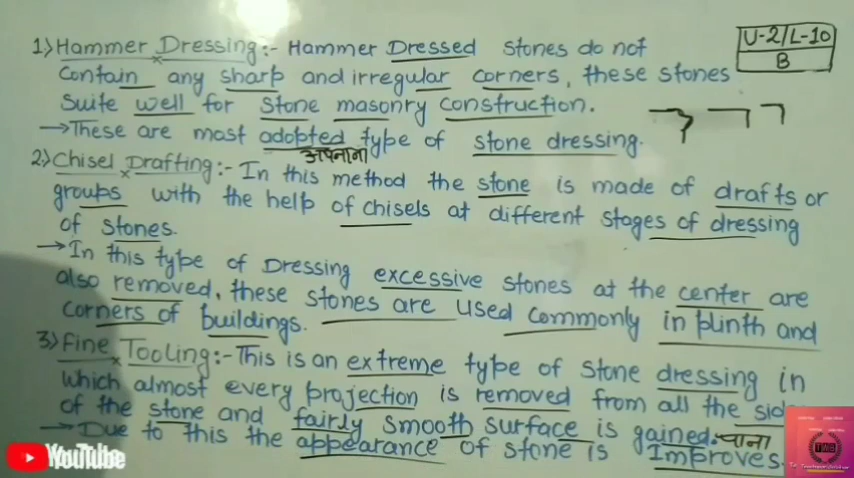 U-2/L-10
B
1) Hammer Dressing:- Hammer Dressed stones do not
contain any sharp and irregular corners, these stones
suite well for stone masonry construction.
→These are most adopted type of stone dressing.
अपनाना
2) Chisel Drafting:- In this method the stone is made of drafts or
groups with the help of chisels at different stages of dressing
of stones.
→In this type of Dressing excessive stones at the center are
also removed, these stones are used commonly in plinth and
corners of buildings.
3) Fine Tooling:- This is an extreme type of stone dressing in
which almost every projection is removed from all the
of the stone and fairly smooth surface is gained. पाना
→Due to this the appearance of stone is Improves.
YouTube
TWB